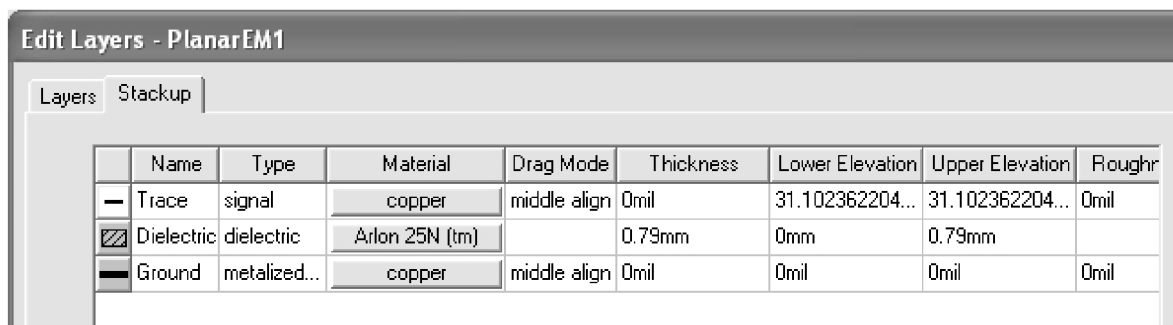 Edit Layers - PlanarEM1
Layers Stackup
Name Type Material Drag Mode Thickness Lower Elevation Upper Elevation Roughr
Trace signal copper middle align 0mil 31.102362204... 31.102362204... 0mil
Dielectric dielectric Arlon 25N (tm) 0.79mm 0mm 0.79mm
Ground metalized... copper middle align 0mil 0mil 0mil 0mil